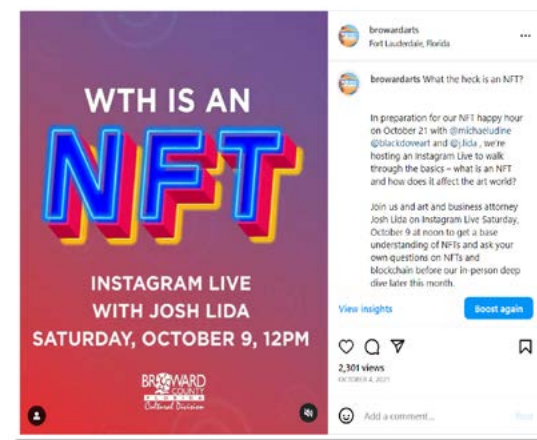 WTH IS AN
NFT
INSTAGRAM LIVE
WITH JOSH LIDA
SATURDAY, OCTOBER 9, 12PM
BROWARD
COUNTY
FLORIDA
Cultural Division
browardarts
Fort Lauderdale, Florida
browardarts What the heck is an NFT?
In preparation for our NFT happy hour
on October 21 with @michaeludine
@blackdoveart and @j.lida , we're
hosting an Instagram Live to walk
through the basics – what is an NFT
and how does it affect the art world?
Join us and art and business attorney
Josh Lida on Instagram Live Saturday,
October 9 at noon to get a base
understanding of NFTs and ask your
own questions on NFTs and
blockchain before our in-person deep
dive later this month.
View insights
Boost again
2,301 views
OCTOBER 4, 2021
Add a comment...
Post